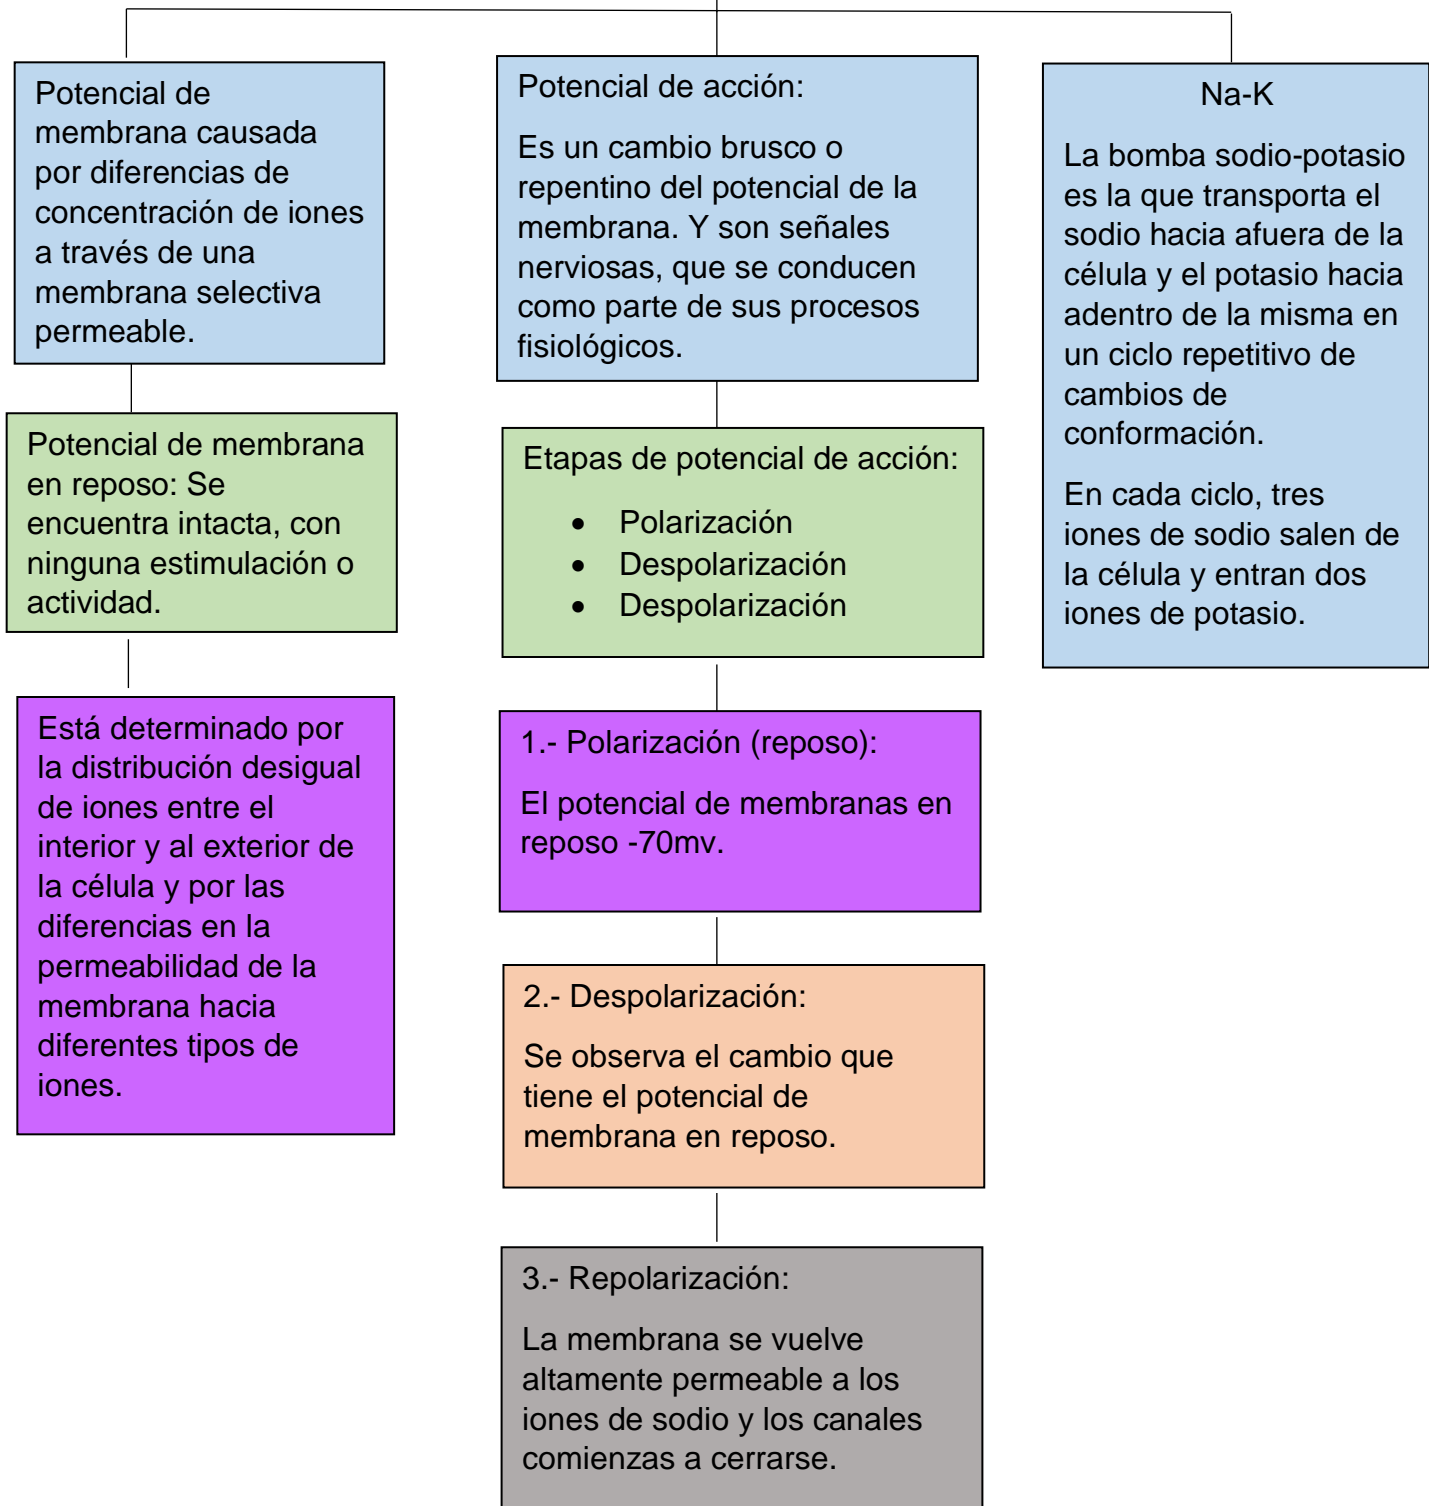 Potencial de
membrana causada
por diferencias de
concentración de iones
a través de una
membrana selectiva
permeable.
Potencial de membrana
en reposo: Se
encuentra intacta, con
ninguna estimulación o
actividad.
Está determinado por
la distribución desigual
de iones entre el
interior y al exterior de
la célula y por las
diferencias en la
permeabilidad de la
membrana hacia
diferentes tipos de
iones.
Potencial de acción:
Es un cambio brusco o
repentino del potencial de la
membrana. Y son señales
nerviosas, que se conducen
como parte de sus procesos
fisiológicos.
Etapas de potencial de acción:
• Polarización
• Despolarización
• Despolarización
1.- Polarización (reposo):
El potencial de membranas en
reposo -70mv.
2.- Despolarización:
Se observa el cambio que
tiene el potencial de
membrana en reposo.
3.- Repolarización:
La membrana se vuelve
altamente permeable a los
iones de sodio y los canales
comienzas a cerrarse.
Na-K
La bomba sodio-potasio
es la que transporta el
sodio hacia afuera de la
célula y el potasio hacia
adentro de la misma en
un ciclo repetitivo de
cambios de
conformación.
En cada ciclo, tres
iones de sodio salen de
la célula y entran dos
iones de potasio.